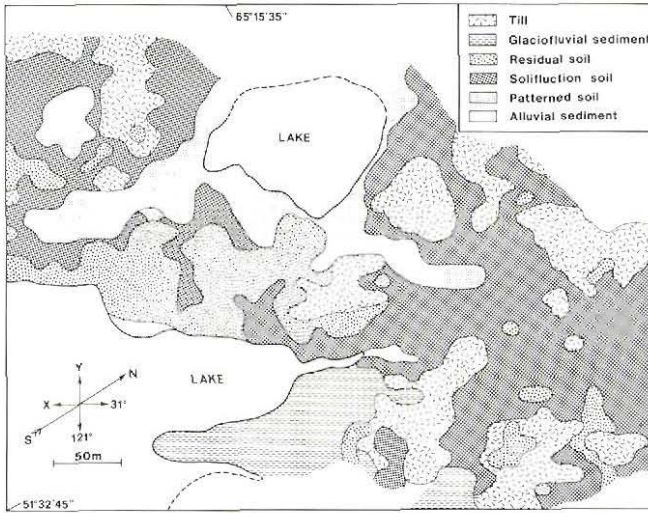 65°15'35"
Till
Glaciofluvial sediment
Residual soil
Solifluction soil
Patterned soil
Alluvial sediment
LAKE
LAKE
Y
N
X
31°
S
121°
50m
51°32'45"